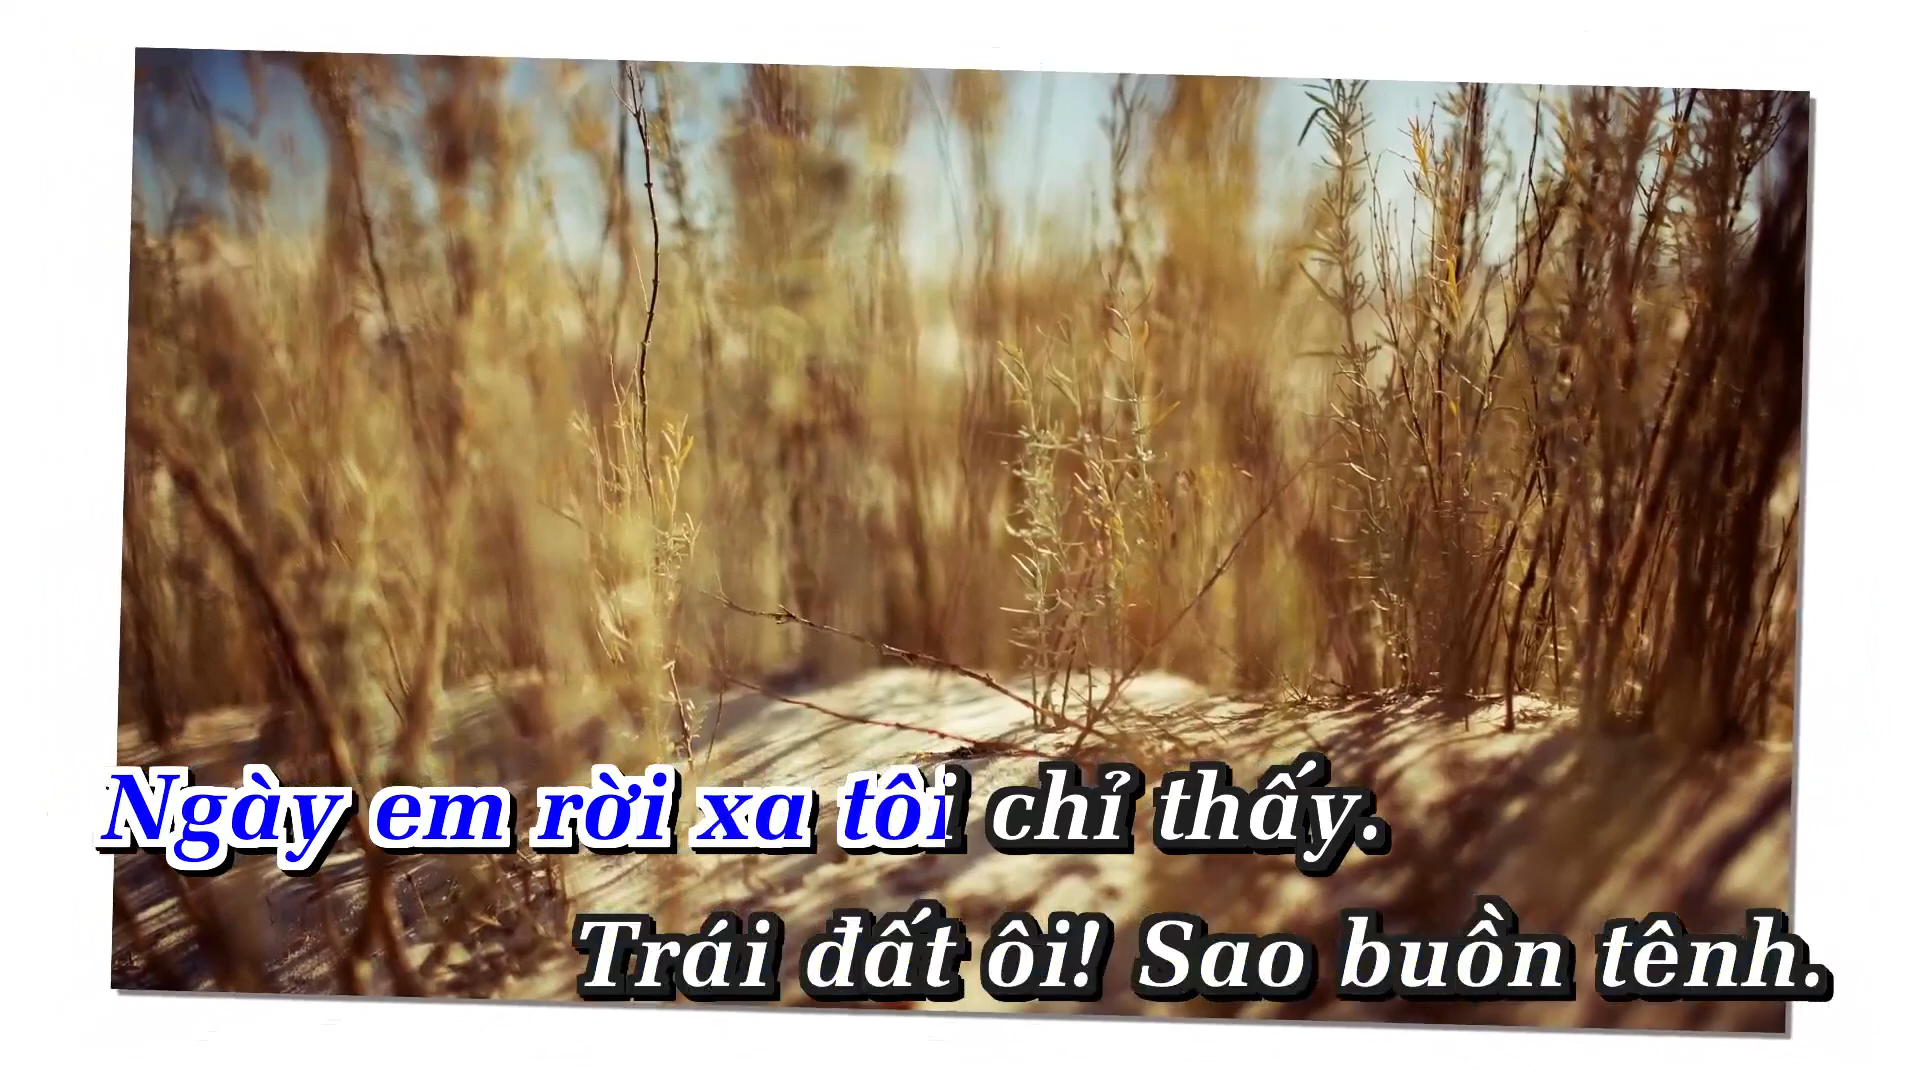 Ngày em rời xa tôi chỉ thấy.
Trái đất ôi! Sao buồn tênh.